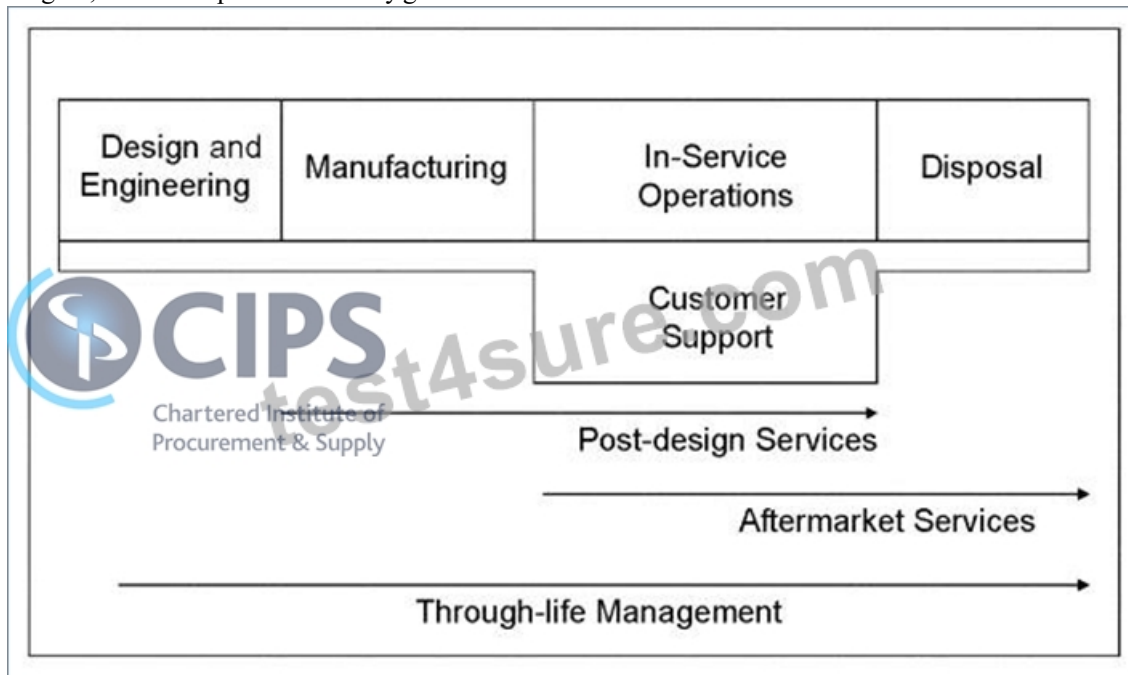 Design and
Engineering
Manufacturing
In-Service
Operations
Disposal
Customer
Support
CIPS
Chartered Institute of
Procurement & Supply
test4sure.com
Post-design Services
Aftermarket Services
Through-life Management